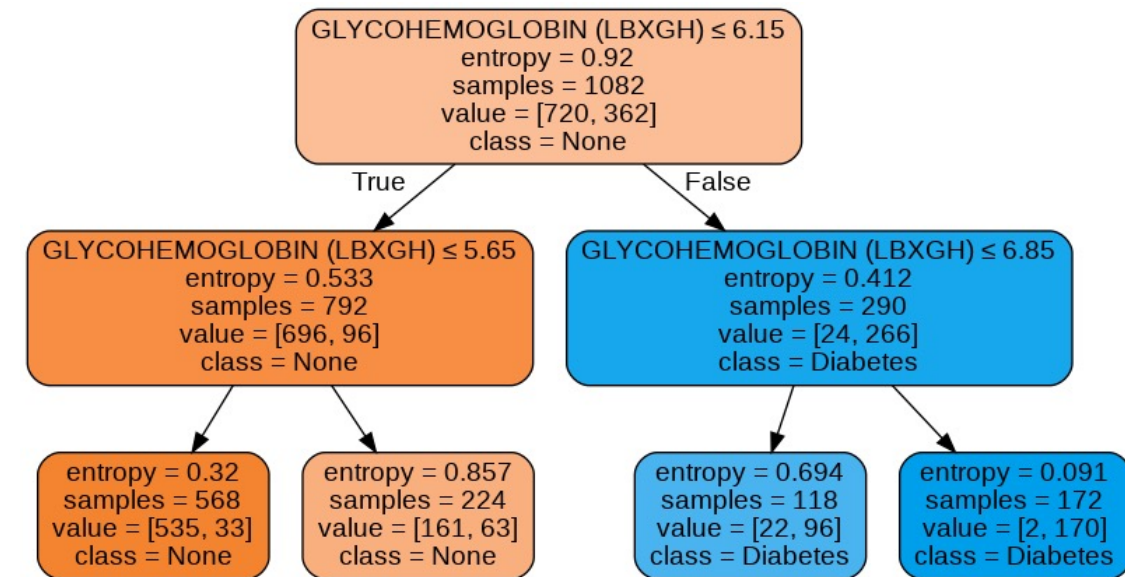 GLYCOHEMOGLOBIN (LBXGH) ≤ 6.15
entropy = 0.92
samples = 1082
value = [720, 362]
class = None
True
False
GLYCOHEMOGLOBIN (LBXGH) ≤ 5.65
entropy = 0.533
samples = 792
value = [696, 96]
class = None
GLYCOHEMOGLOBIN (LBXGH) ≤ 6.85
entropy = 0.412
samples = 290
value = [24, 266]
class = Diabetes
entropy = 0.32
samples = 568
value = [535, 33]
class = None
entropy = 0.857
samples = 224
value = [161, 63]
class = None
entropy = 0.694
samples = 118
value = [22, 96]
class = Diabetes
entropy = 0.091
samples = 172
value = [2, 170]
class = Diabetes